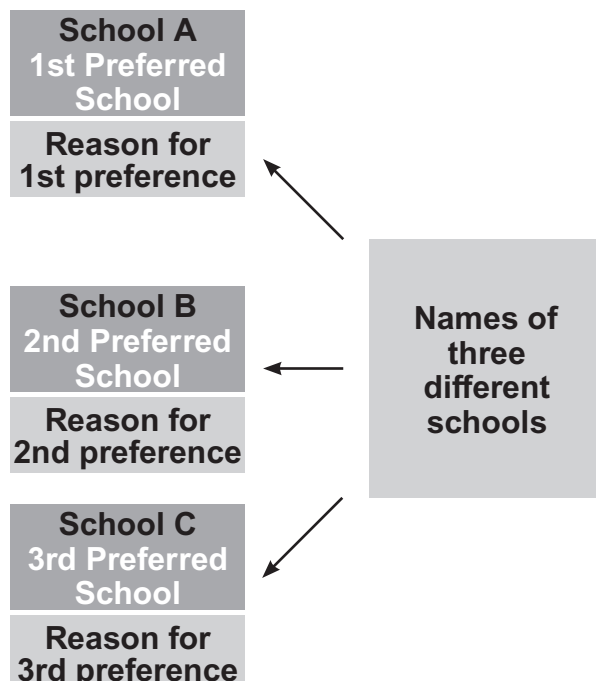 School A
1st Preferred
School
Reason for
1st preference
School B
2nd Preferred
School
Reason for
2nd preference
School C
3rd Preferred
School
Reason for
3rd preference
Names of
three
different
schools